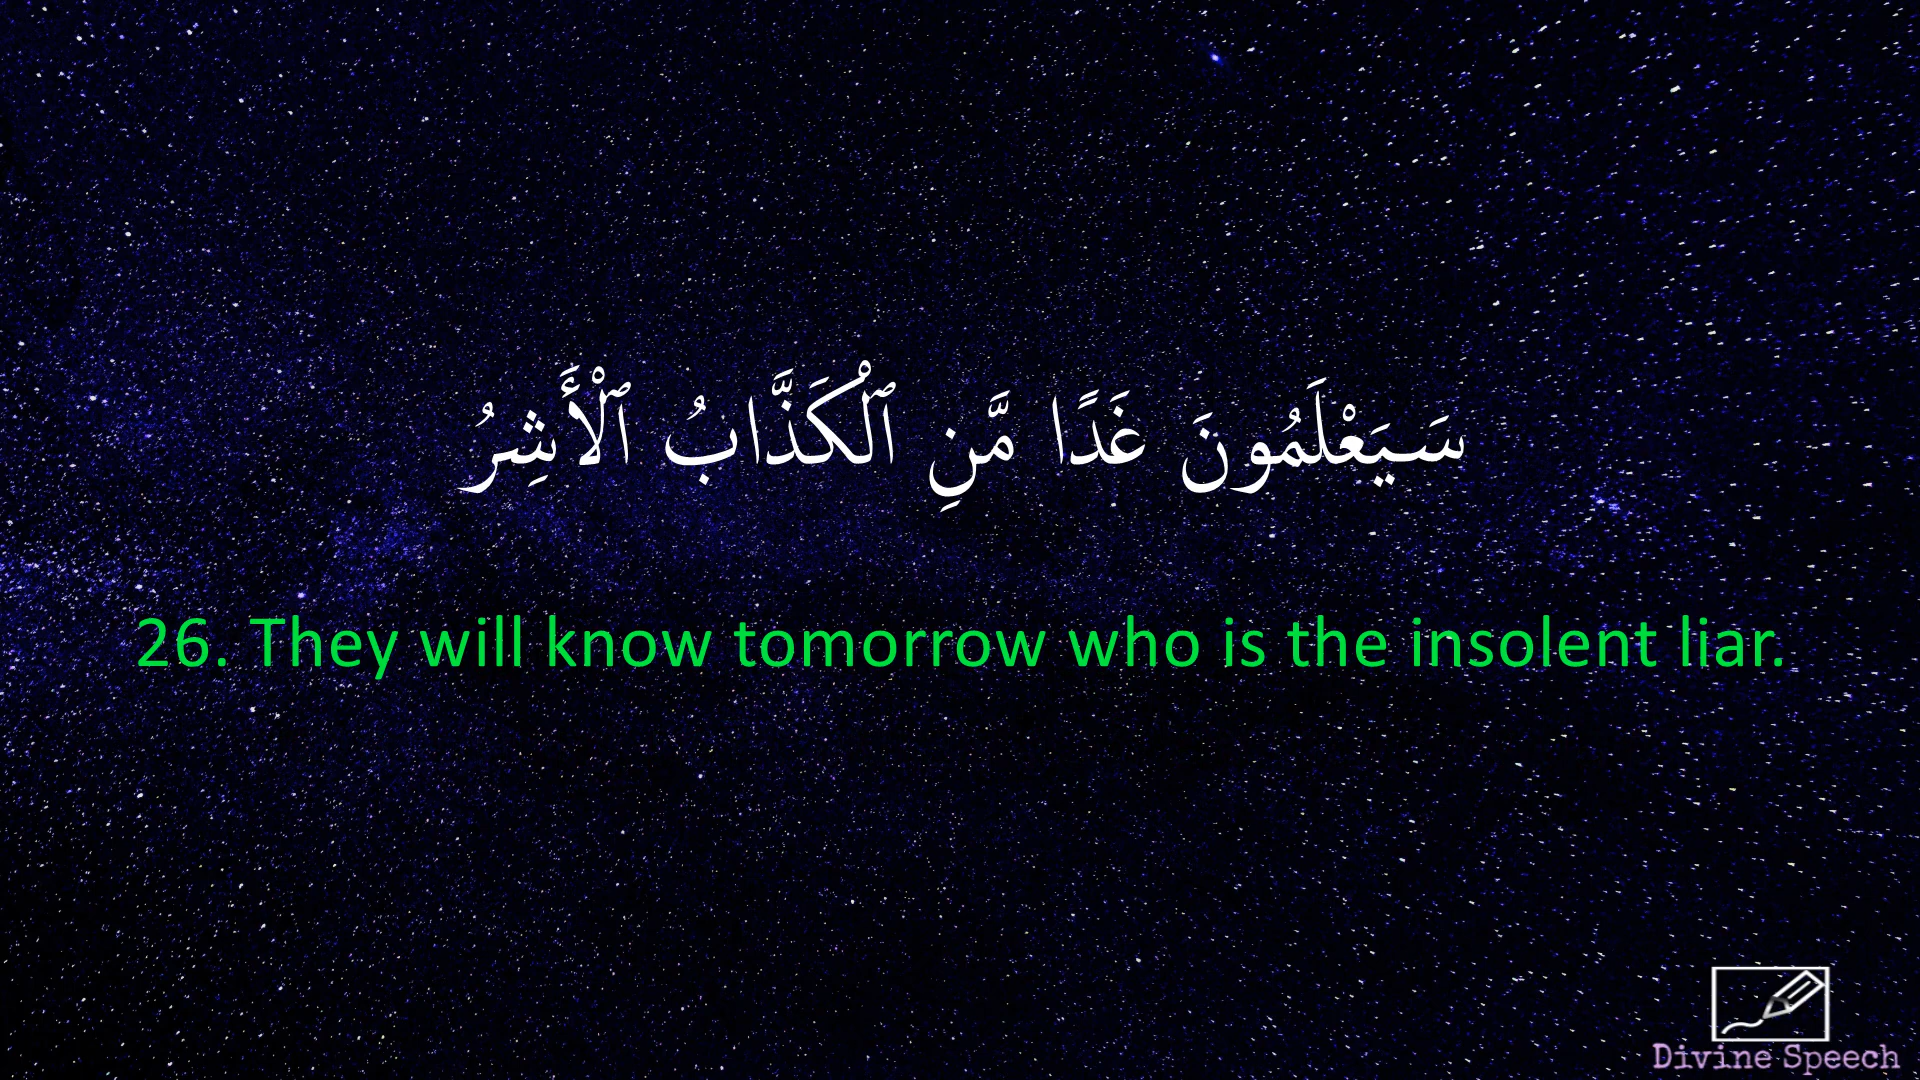 سَيَعْلَمُونَ غَدًا مَّنِ ٱلْكَذَّابُ ٱلْأَشِرُ
26. They will know tomorrow who is the insolent liar.
Divine Speech